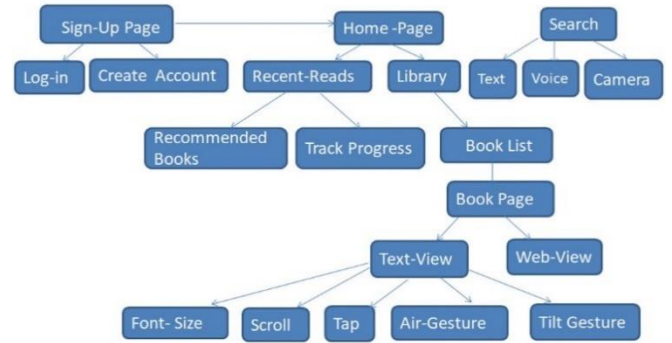 Sign-Up Page
Home -Page
Search
Log-in
Create Account
Recent-Reads
Library
Text
Voice
Camera
Recommended
Books
Track Progress
Book List
Book Page
Text-View
Web-View
Font- Size
Scroll
Tap
Air-Gesture
Tilt Gesture